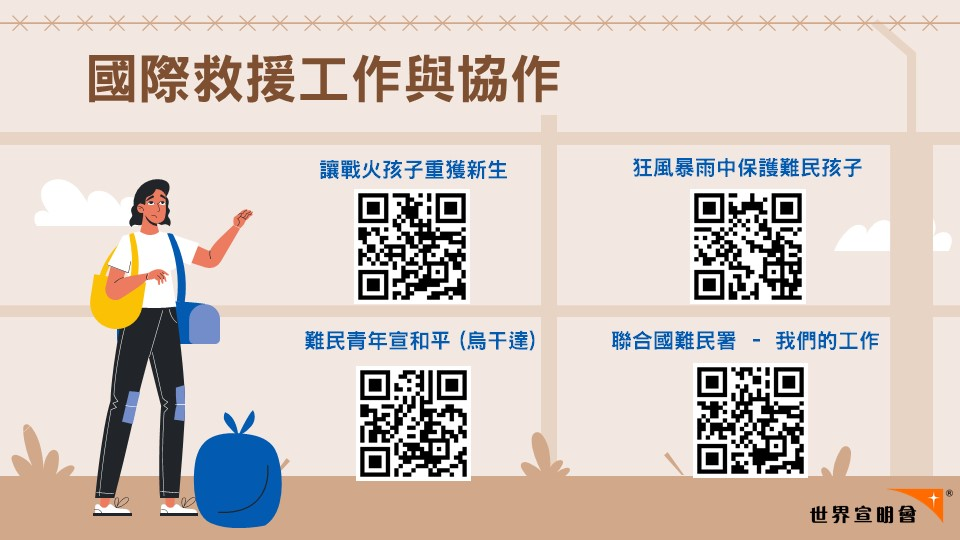 國際救援工作與協作
讓戰火孩子重獲新生
狂風暴雨中保護難民孩子
難民青年宣和平 (烏干達)
聯合國難民署 - 我們的工作
世界宣明會®